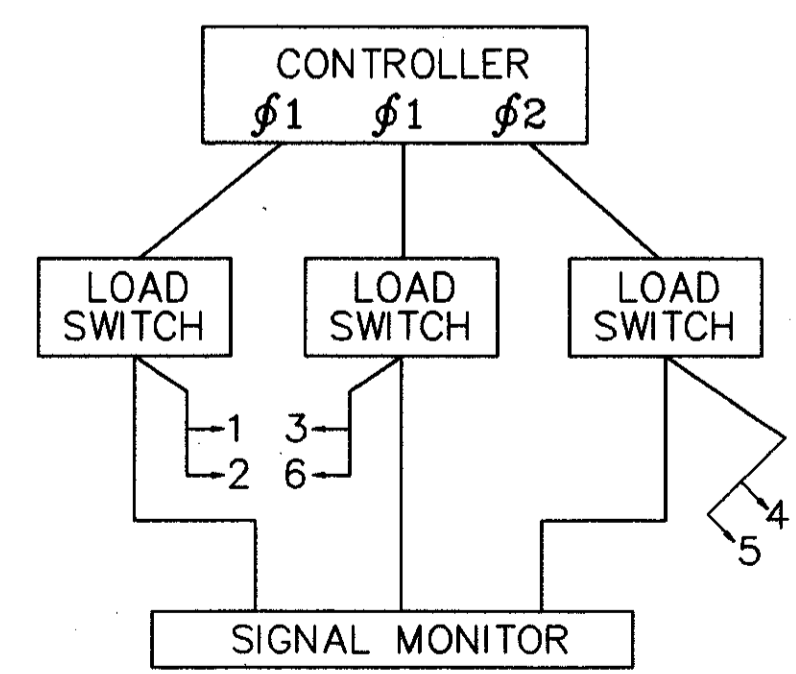 CONTROLLER
∮1 ∮1 ∮2
LOAD SWITCH
LOAD SWITCH
LOAD SWITCH
1
2
3
6
4
5
SIGNAL MONITOR